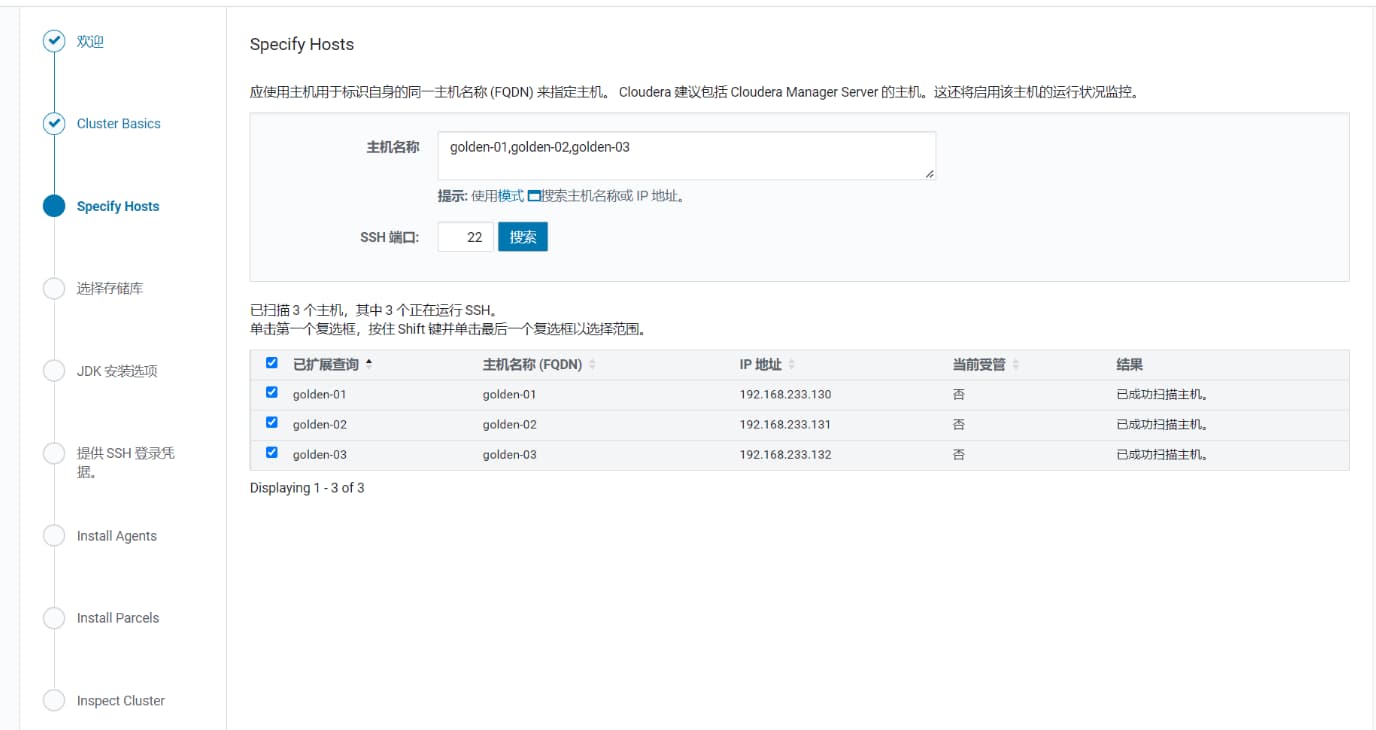 欢迎
Cluster Basics
Specify Hosts
选择存储库
JDK 安装选项
提供 SSH 登录凭
据。
Install Agents
Install Parcels
Inspect Cluster
Specify Hosts
应使用主机用于标识自身的同一主机名称 (FQDN) 来指定主机。 Cloudera 建议包括 Cloudera Manager Server 的主机。这还将启用该主机的运行状况监控。
主机名称 golden-01,golden-02,golden-03
提示: 使用模式 搜索主机名称或 IP 地址。
SSH 端口: 22 搜索
已扫描 3 个主机，其中 3 个正在运行 SSH。
单击第一个复选框，按住 Shift 键并单击最后一个复选框以选择范围。
已扩展查询 主机名称 (FQDN) IP 地址 当前受管 结果
golden-01 golden-01 192.168.233.130 否 已成功扫描主机。
golden-02 golden-02 192.168.233.131 否 已成功扫描主机。
golden-03 golden-03 192.168.233.132 否 已成功扫描主机。
Displaying 1 - 3 of 3